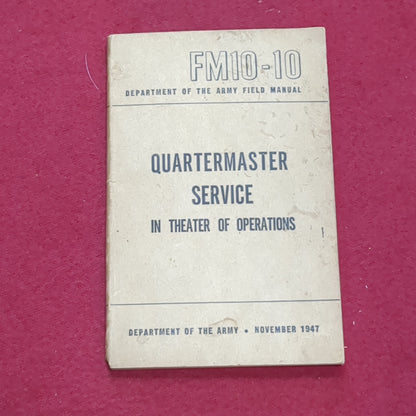 FM10-10
DEPARTMENT OF THE ARMY FIELD MANUAL
QUARTERMASTER
SERVICE
IN THEATER OF OPERATIONS
DEPARTMENT OF THE ARMY • NOVEMBER 1947